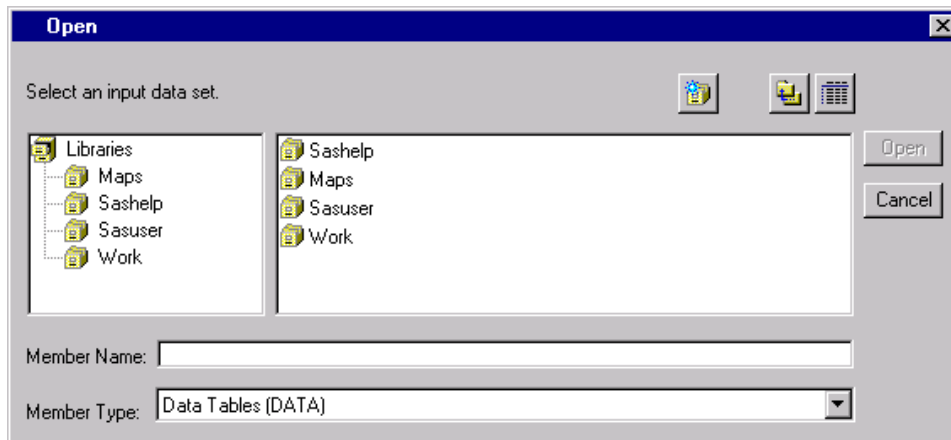 Open
Select an input data set.
Libraries
Maps
Sashelp
Sasuser
Work
Sashelp
Maps
Sasuser
Work
Open
Cancel
Member Name:
Member Type: Data Tables (DATA)